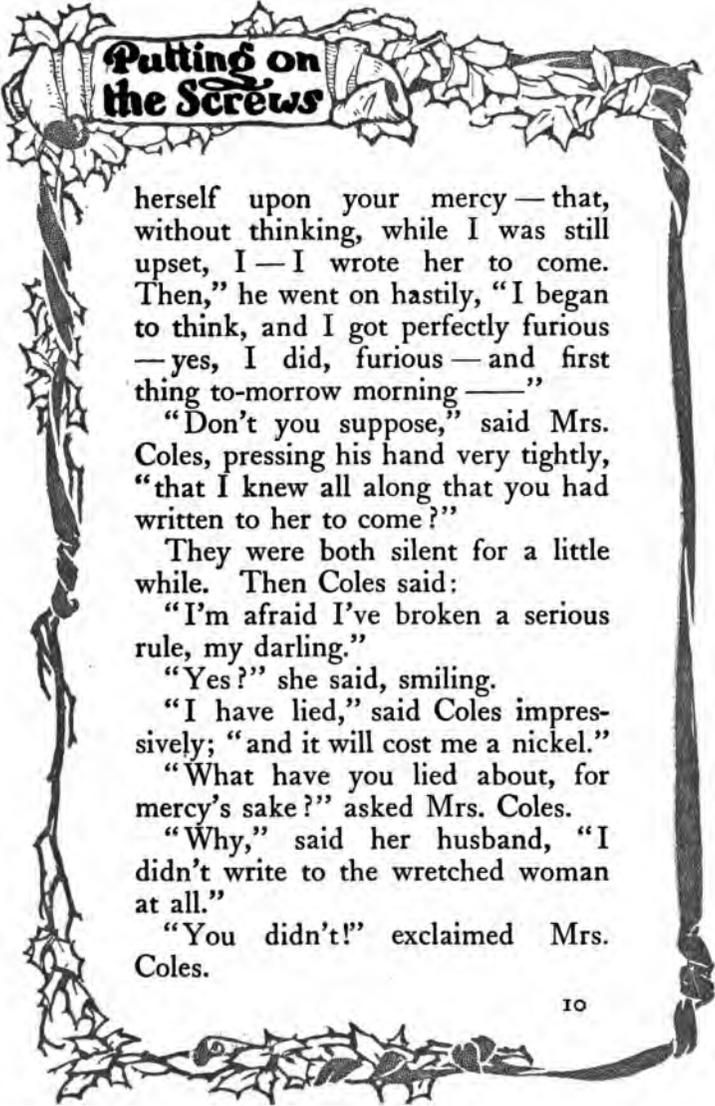 Putting on
the Screws
herself upon your mercy — that,
without thinking, while I was still
upset, I — I wrote her to come.
Then,” he went on hastily, “I began
to think, and I got perfectly furious
— yes, I did, furious — and first
thing to-morrow morning ——”
“Don’t you suppose,” said Mrs.
Coles, pressing his hand very tightly,
“that I knew all along that you had
written to her to come?”
They were both silent for a little
while. Then Coles said:
“I’m afraid I’ve broken a serious
rule, my darling.”
“Yes?” she said, smiling.
“I have lied,” said Coles impres-
sively; “and it will cost me a nickel.”
“What have you lied about, for
mercy’s sake?” asked Mrs. Coles.
“Why,” said her husband, “I
didn’t write to the wretched woman
at all.”
“You didn’t!” exclaimed Mrs.
Coles.
10